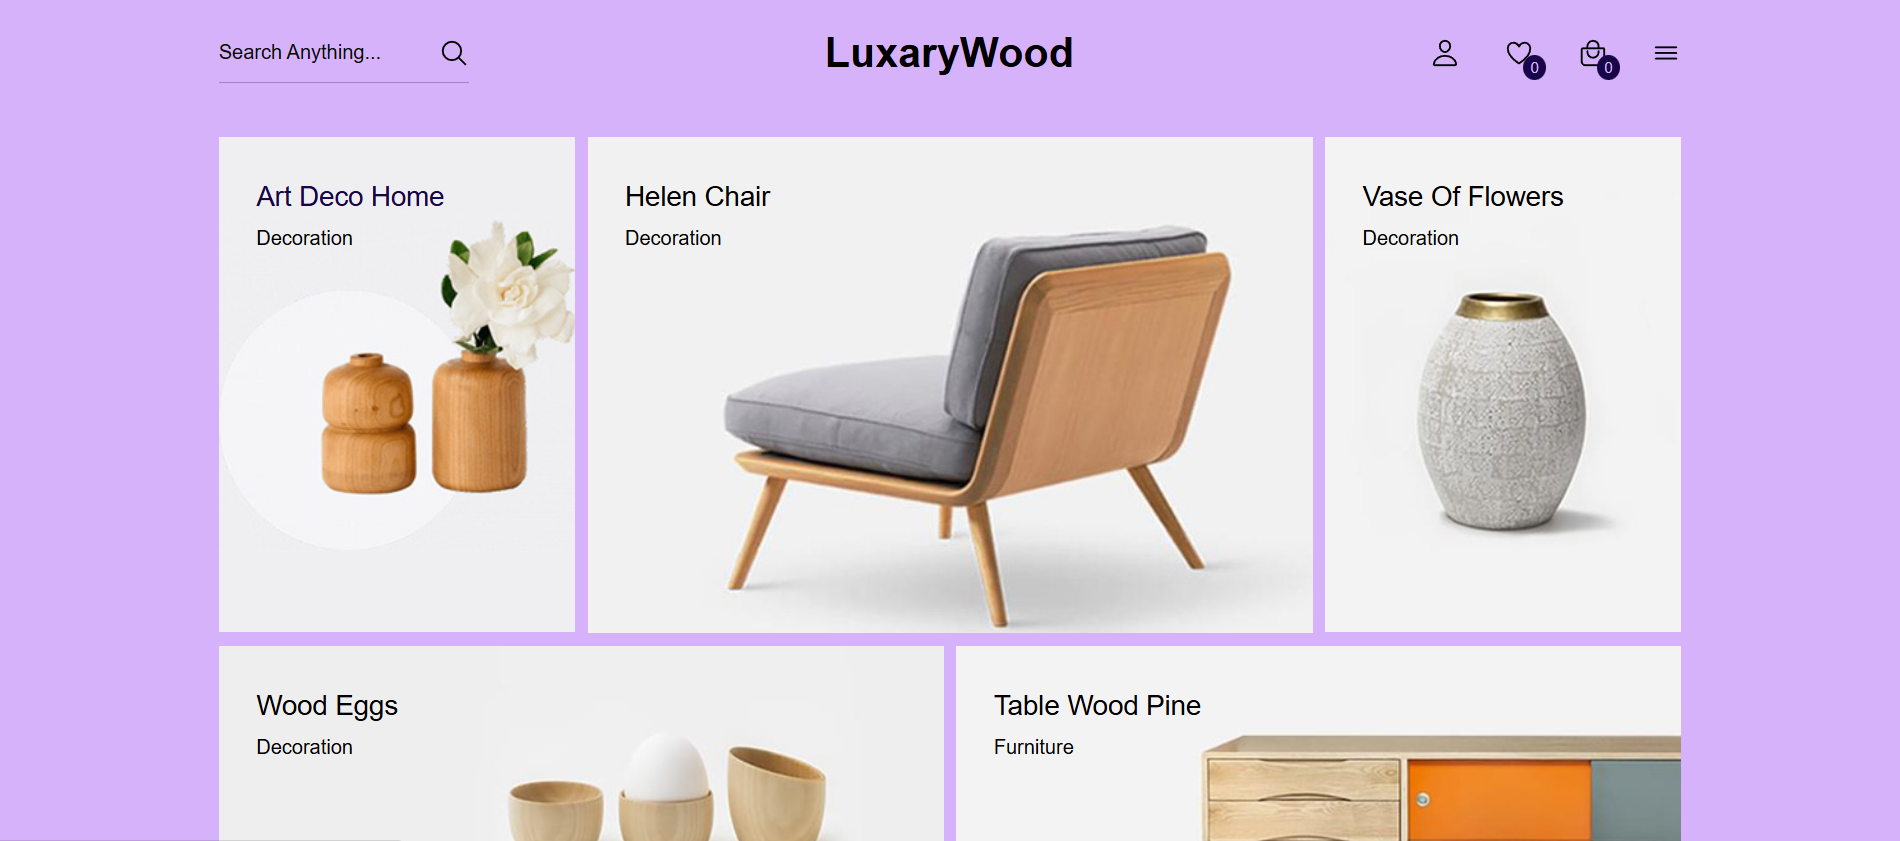 Search Anything...
LuxaryWood
0
0
Art Deco Home
Decoration
Helen Chair
Decoration
Vase Of Flowers
Decoration
Wood Eggs
Decoration
Table Wood Pine
Furniture